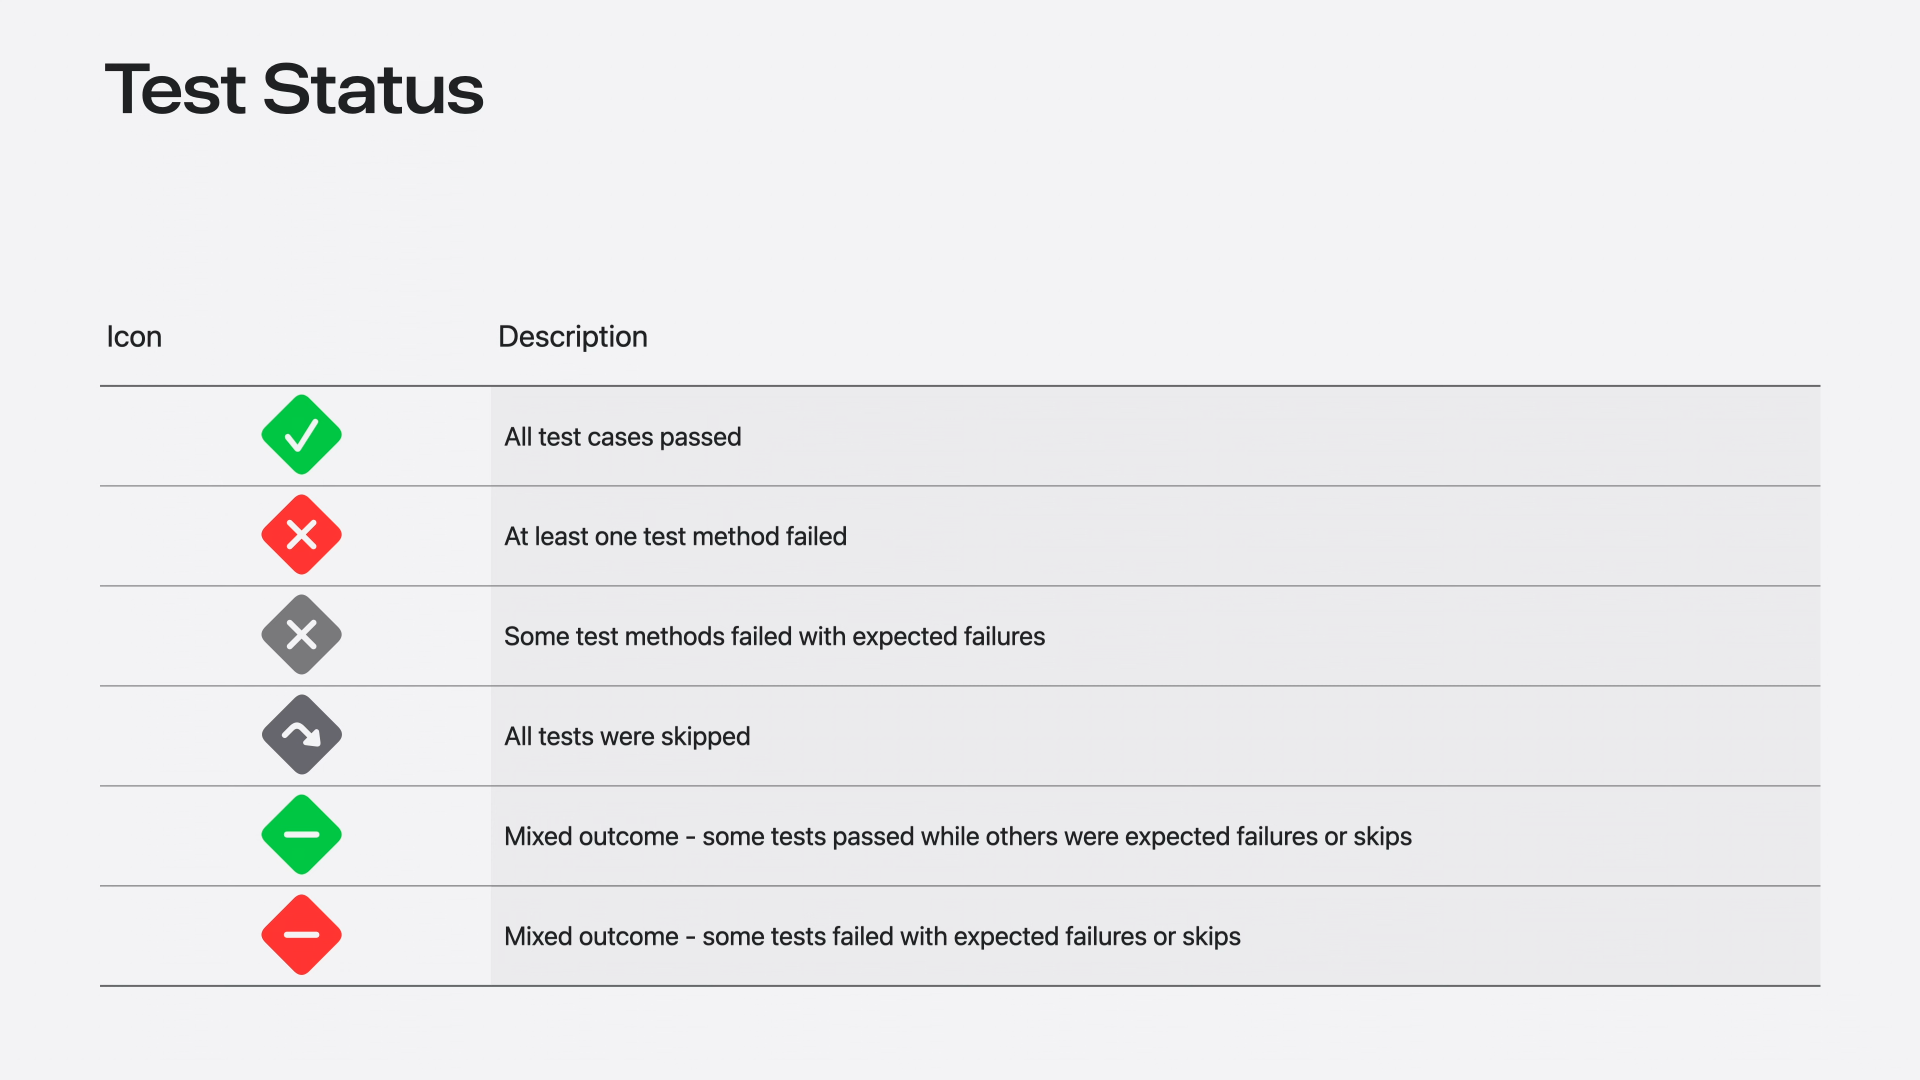 Test Status
Icon
Description
All test cases passed
At least one test method failed
Some test methods failed with expected failures
All tests were skipped
Mixed outcome - some tests passed while others were expected failures or skips
Mixed outcome - some tests failed with expected failures or skips